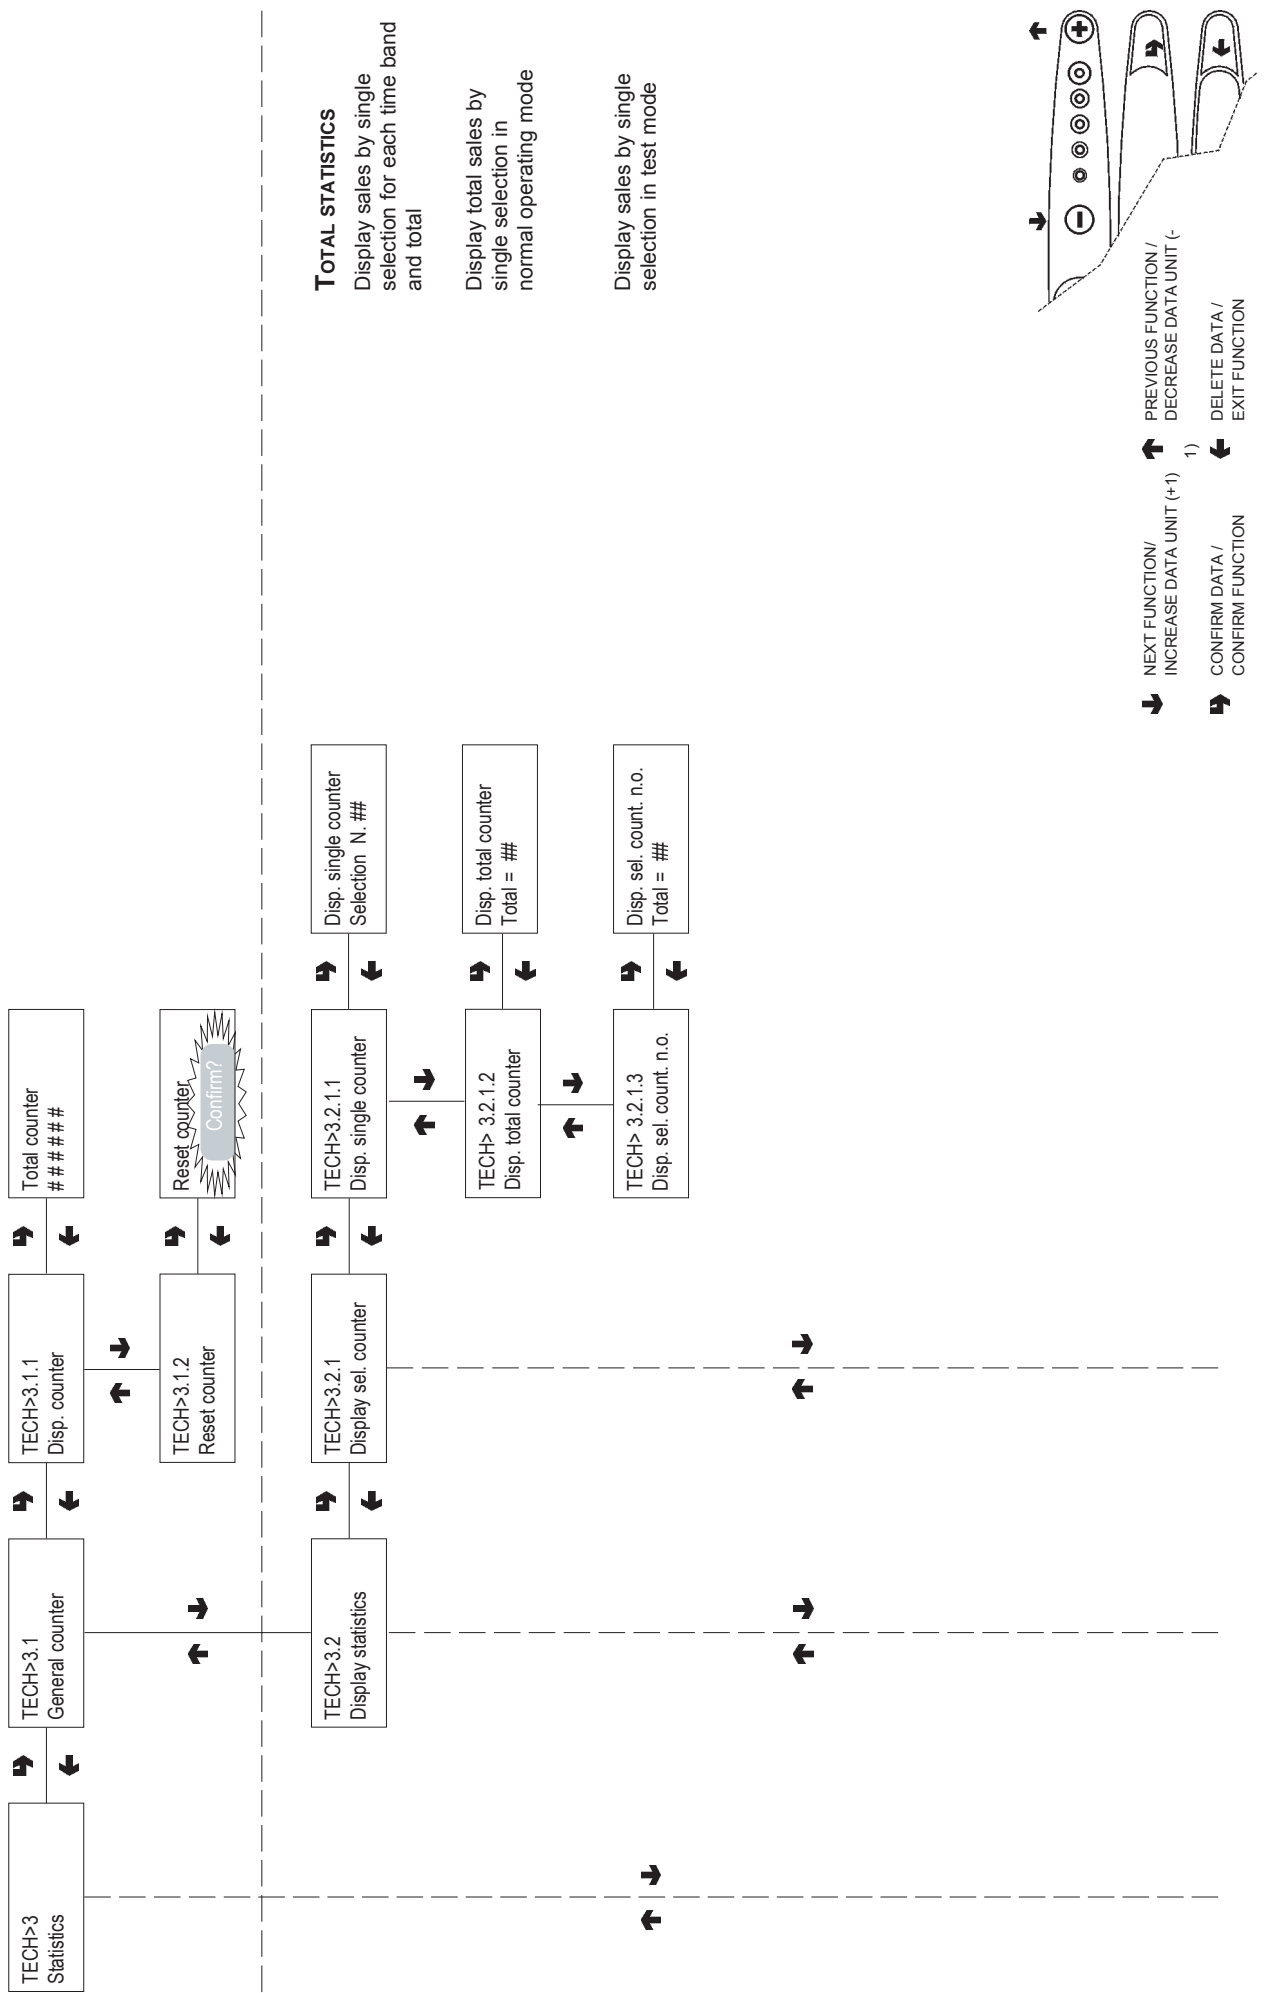 TECH>3
Statistics
TECH>3.1
General counter
TECH>3.1.1
Disp. counter
Total counter
# # # # # #
TECH>3.1.2
Reset counter
Reset counter
Confirm?
TECH>3.2
Display statistics
TECH>3.2.1
Display sel. counter
TECH>3.2.1.1
Disp. single counter
Disp. single counter
Selection N. ##
TOTAL STATISTICS
Display sales by single
selection for each time band
and total
TECH> 3.2.1.2
Disp. total counter
Disp. total counter
Total = ##
Display total sales by
single selection in
normal operating mode
TECH> 3.2.1.3
Disp. sel. count. n.o.
Disp. sel. count. n.o.
Total = ##
Display sales by single
selection in test mode
NEXT FUNCTION/
INCREASE DATA UNIT (+1)
PREVIOUS FUNCTION /
DECREASE DATA UNIT (-
1)
CONFIRM DATA /
CONFIRM FUNCTION
DELETE DATA /
EXIT FUNCTION